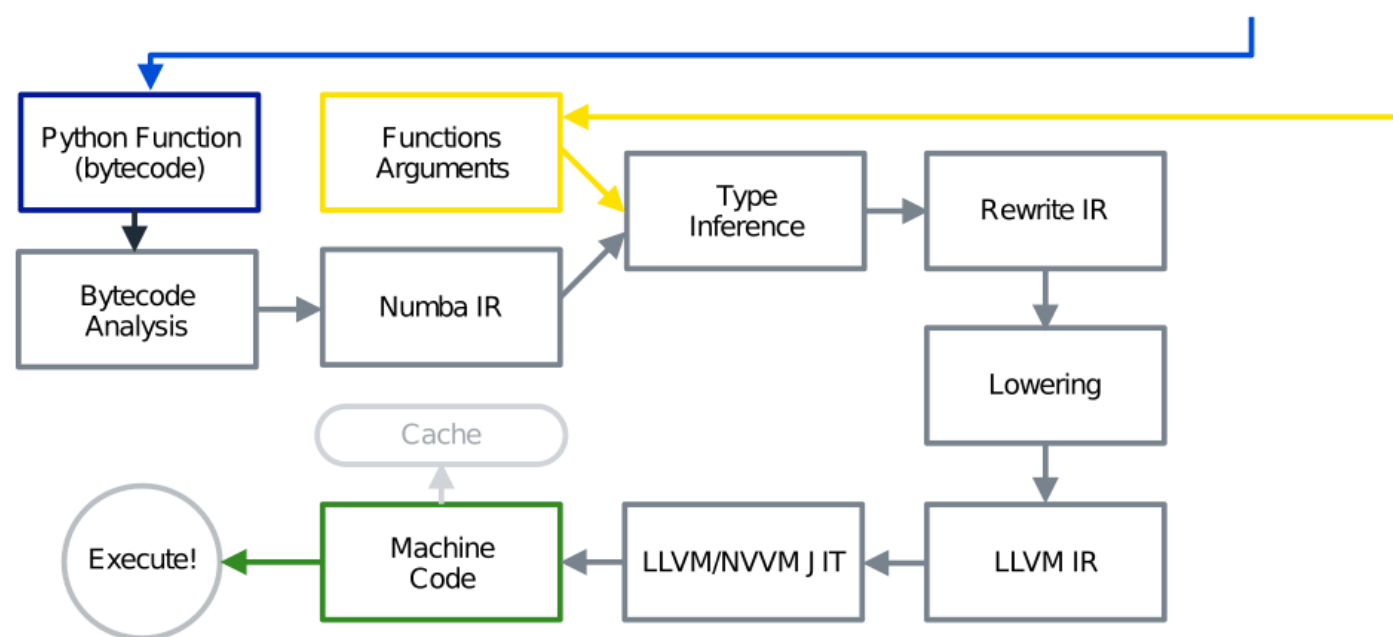 Python Function
(bytecode)
Functions
Arguments
Type
Inference
Rewrite IR
Bytecode
Analysis
Numba IR
Lowering
Cache
Execute!
Machine
Code
LLVM/NVVM JIT
LLVM IR